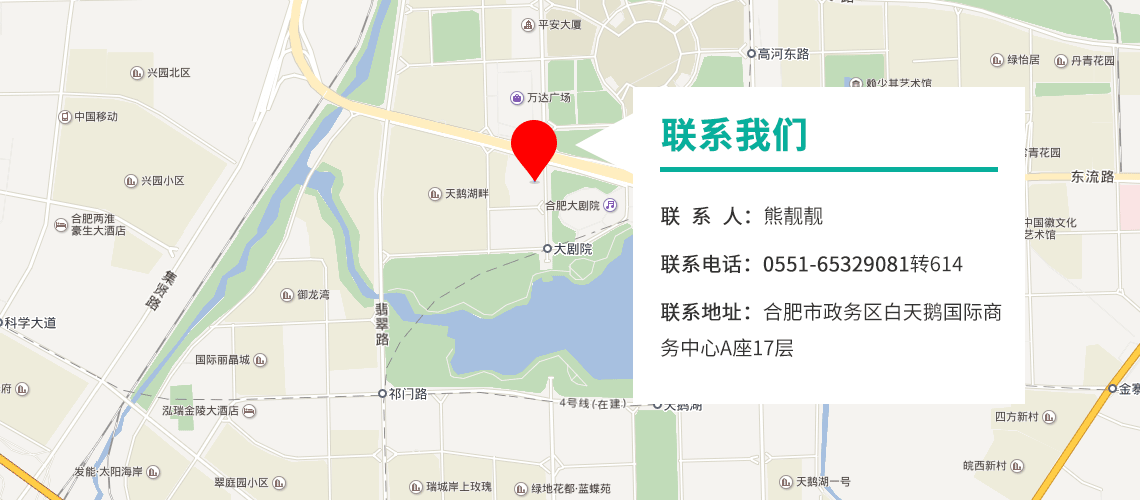 平安大厦
高河东路
绿怡居
丹青花园
兴园北区
赖少其艺术馆
万达广场
中国移动
联系我们
青花园
兴园小区
东流路
天鹅湖畔
合肥大剧院
联 系 人：熊靓靓
合肥两淮
豪生大酒店
中国徽文化
艺术馆
大剧院
联系电话：0551-65329081转614
集贤路
御龙湾
翡翠路
联系地址：合肥市政务区白天鹅国际商
务中心A座17层
科学大道
国际丽晶城
府
祁门路
金寨
4号线(在建)
天鹅湖
泓瑞金陵大酒店
四方新村
发能·太阳海岸
皖西新村
翠庭园小区
瑞城岸上玫瑰
绿地花都·蓝蝶苑
天鹅湖一号